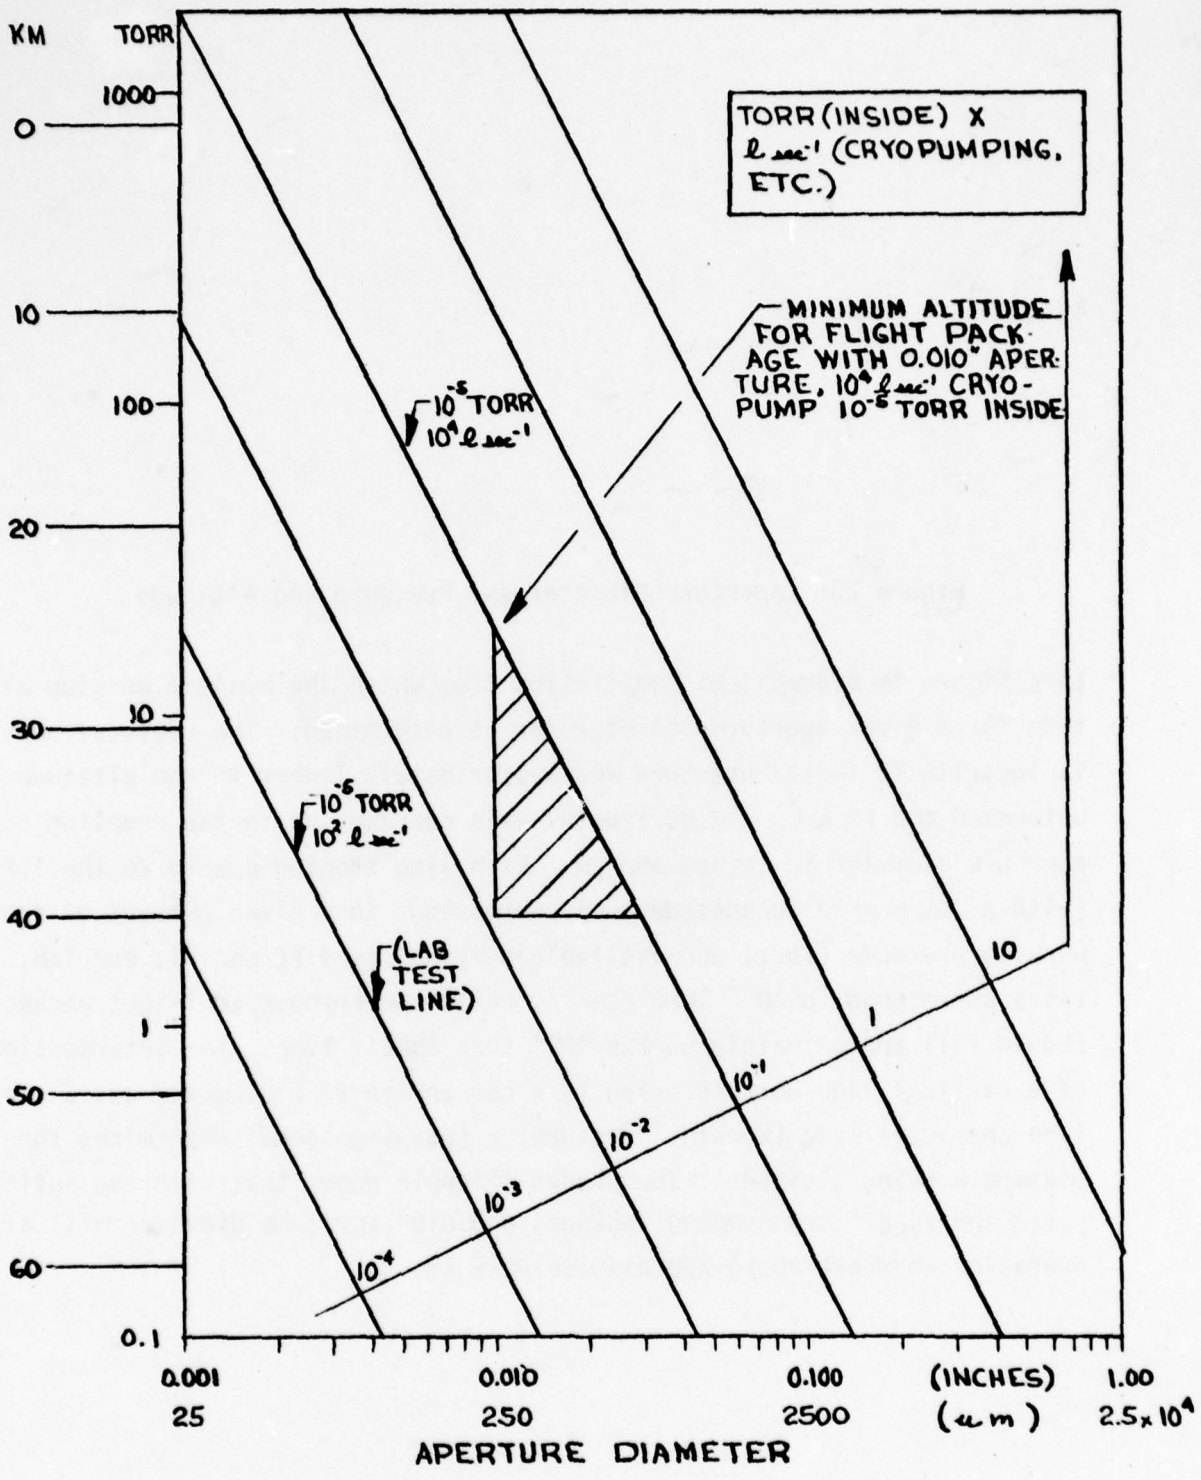 KM TORR
1000
0
10
100
20
10
30
40
1
50
60
0.1
TORR (INSIDE) X
l sec⁻¹ (CRYOPUMPING,
ETC.)
MINIMUM ALTITUDE
FOR FLIGHT PACK-
AGE WITH 0.010" APER-
TURE, 10⁴ l sec⁻¹ CRYO-
PUMP 10⁻⁵ TORR INSIDE
10⁻⁵ TORR
10⁴ l sec⁻¹
10⁻⁵ TORR
10² l sec⁻¹
(LAB
TEST
LINE)
10
1
10⁻¹
10⁻²
10⁻³
10⁻⁴
0.001 0.010 0.100 (INCHES) 1.00
25 250 2500 (um) 2.5 x 10⁴
APERTURE DIAMETER